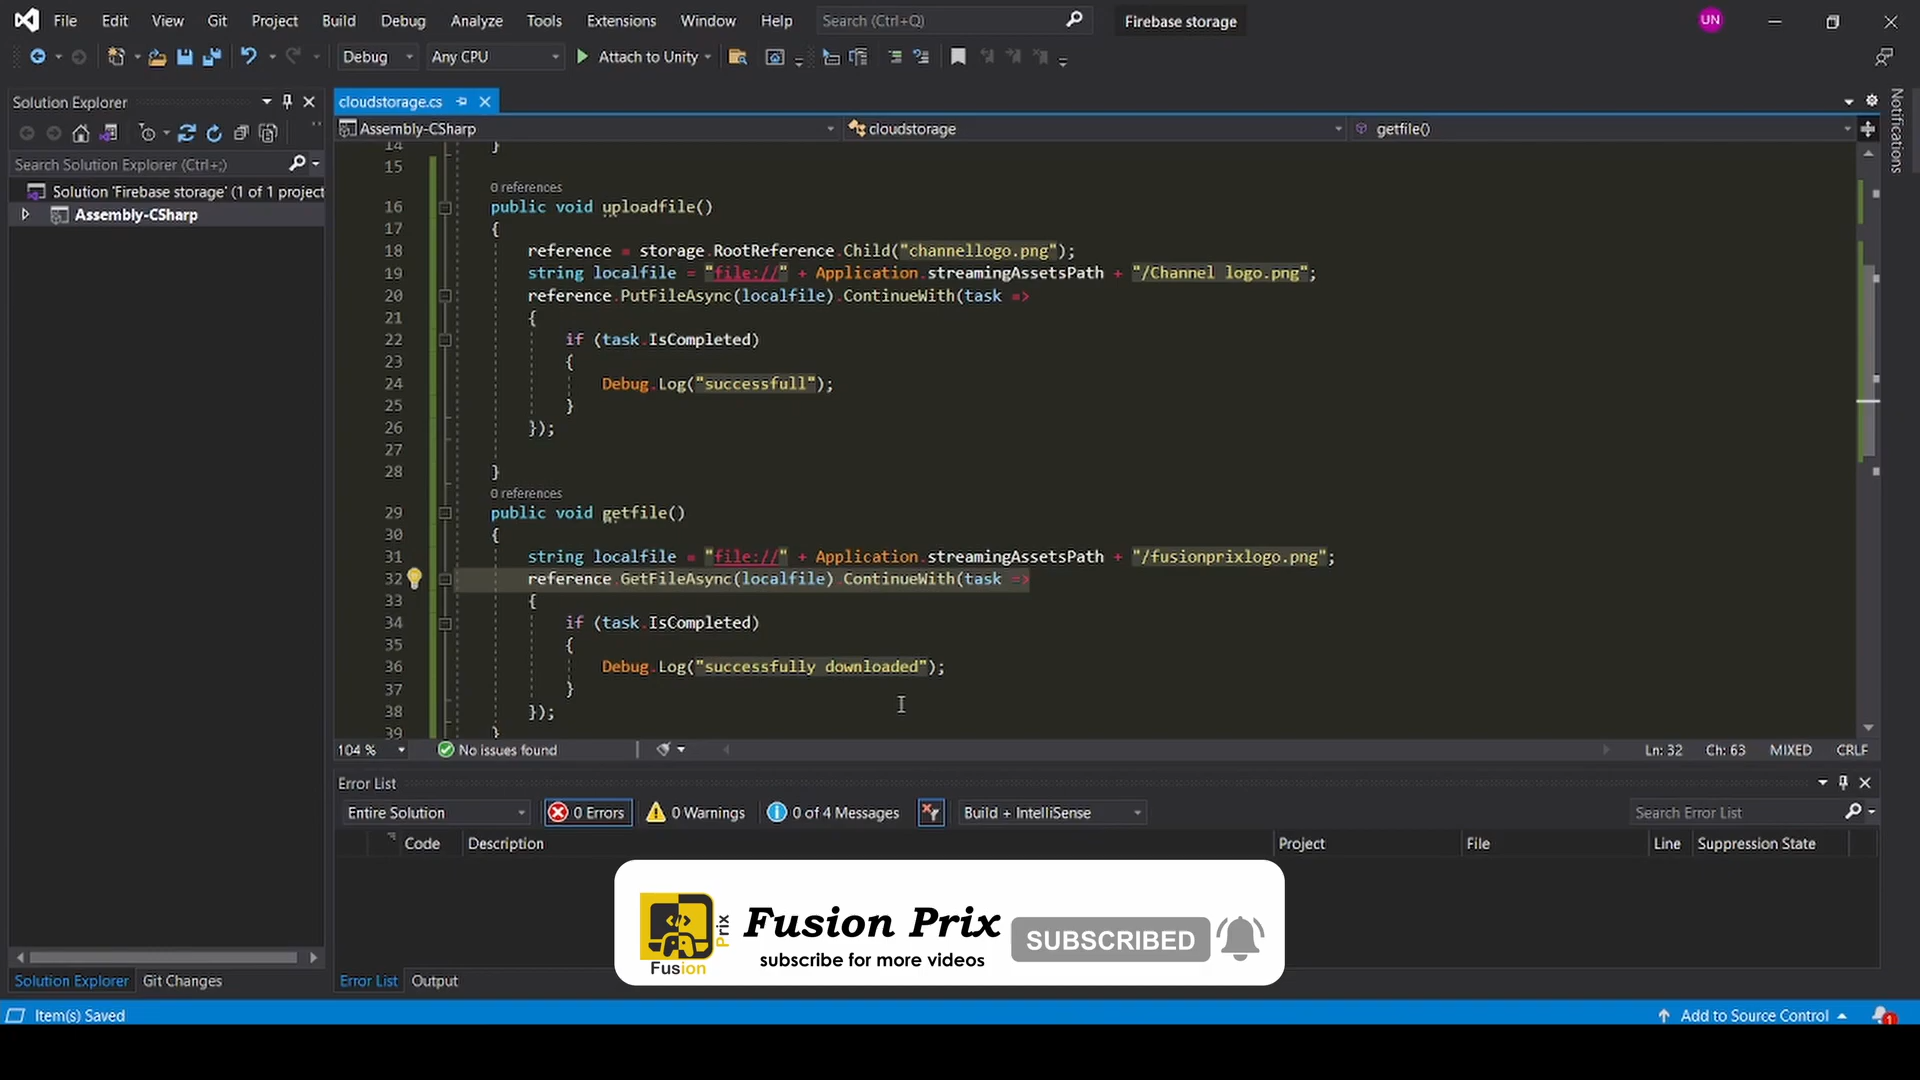 File Edit View Git Project Build Debug Analyze Tools Extensions Window Help Search (Ctrl+Q) Firebase storage UN
Debug Any CPU Attach to Unity
Solution Explorer
Search Solution Explorer (Ctrl+;)
Solution 'Firebase storage' (1 of 1 project
Assembly-CSharp
cloudstorage.cs
Assembly-CSharp cloudstorage getfile()
Notifications
14 }
15
0 references
16 public void uploadfile()
17 {
18 reference = storage.RootReference.Child("channellogo.png");
19 string localfile = "file://" + Application.streamingAssetsPath + "/Channel logo.png";
20 reference.PutFileAsync(localfile).ContinueWith(task =>
21 {
22 if (task.IsCompleted)
23 {
24 Debug.Log("successfull");
25 }
26 });
27
28 }
0 references
29 public void getfile()
30 {
31 string localfile = "file://" + Application.streamingAssetsPath + "/fusionprixlogo.png";
32 reference.GetFileAsync(localfile).ContinueWith(task =>
33 {
34 if (task.IsCompleted)
35 {
36 Debug.Log("successfully downloaded");
37 }
38 });
39 }
104 % No issues found Ln: 32 Ch: 63 MIXED CRLF
Error List
Entire Solution 0 Errors 0 Warnings 0 of 4 Messages Build + IntelliSense Search Error List
Code Description Project File Line Suppression State
Fusion Prix
subscribe for more videos
SUBSCRIBED
Fusion
Prix
Solution Explorer Git Changes Error List Output
Item(s) Saved Add to Source Control 1